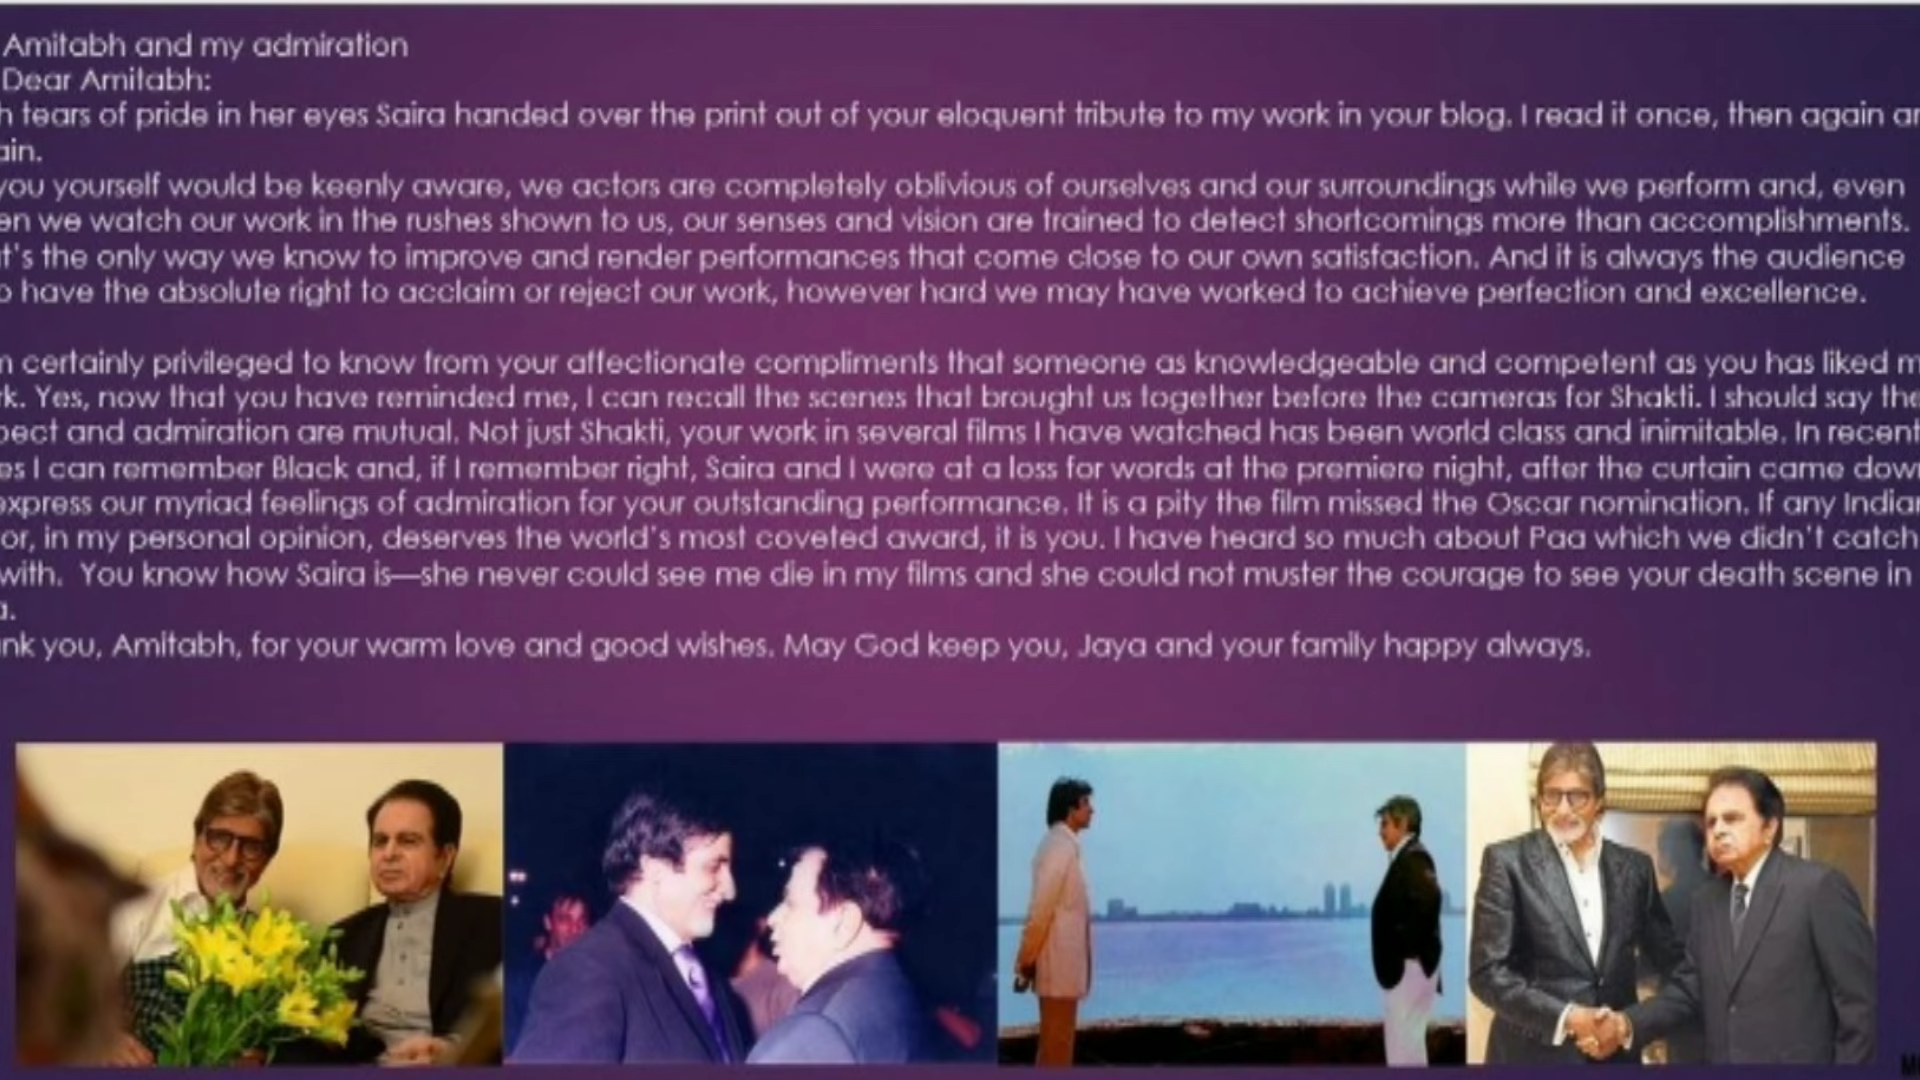 Amitabh and my admiration
Dear Amitabh:
h tears of pride in her eyes Saira handed over the print out of your eloquent tribute to my work in your blog. I read it once, then again ar
ain.
you yourself would be keenly aware, we actors are completely oblivious of ourselves and our surroundings while we perform and, even
en we watch our work in the rushes shown to us, our senses and vision are trained to detect shortcomings more than accomplishments.
t's the only way we know to improve and render performances that come close to our own satisfaction. And it is always the audience
o have the absolute right to acclaim or reject our work, however hard we may have worked to achieve perfection and excellence.
n certainly privileged to know from your affectionate compliments that someone as knowledgeable and competent as you has liked m
rk. Yes, now that you have reminded me, I can recall the scenes that brought us together before the cameras for Shakti. I should say the
pect and admiration are mutual. Not just Shakti, your work in several films I have watched has been world class and inimitable. In recent
es I can remember Black and, if I remember right, Saira and I were at a loss for words at the premiere night, after the curtain came down
express our myriad feelings of admiration for your outstanding performance. It is a pity the film missed the Oscar nomination. If any Indian
or, in my personal opinion, deserves the world's most coveted award, it is you. I have heard so much about Paa which we didn't catch
with. You know how Saira is—she never could see me die in my films and she could not muster the courage to see your death scene in
a.
nk you, Amitabh, for your warm love and good wishes. May God keep you, Jaya and your family happy always.